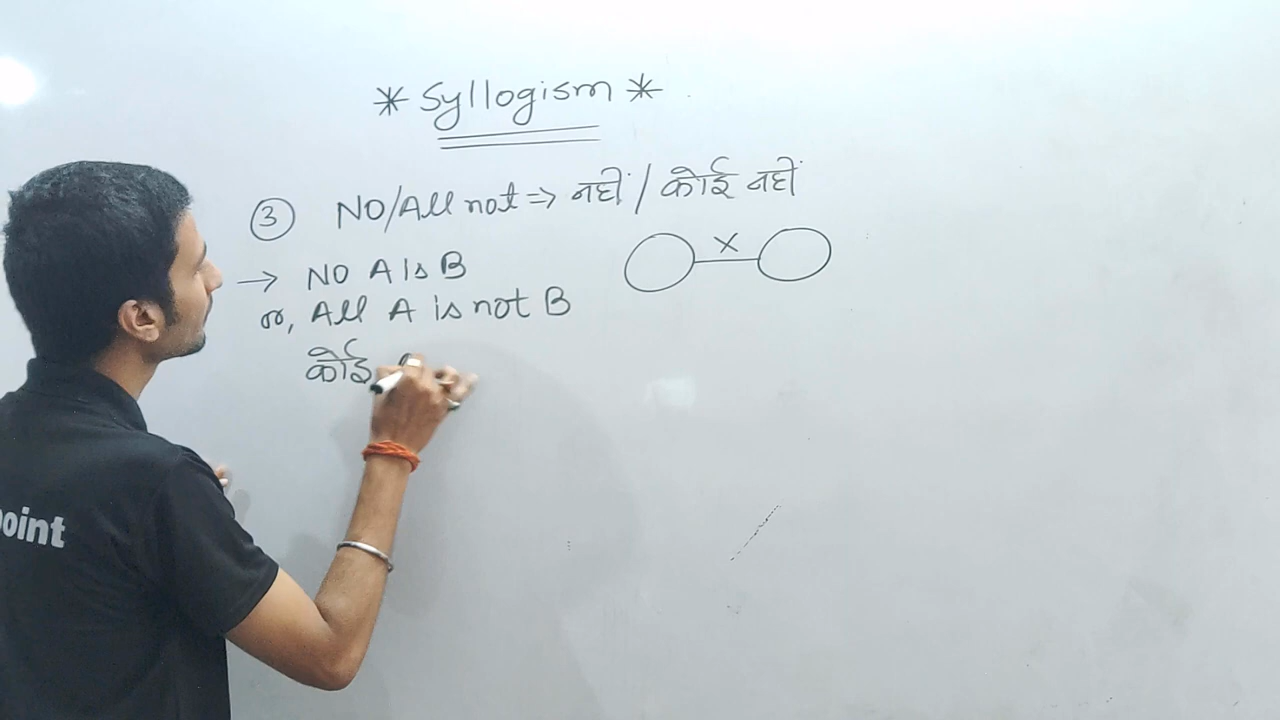 * Syllogism *
③ NO/All not ⇒ नहीं / कोई नहीं
X
→ NO A is B
or, All A is not B
कोई
point